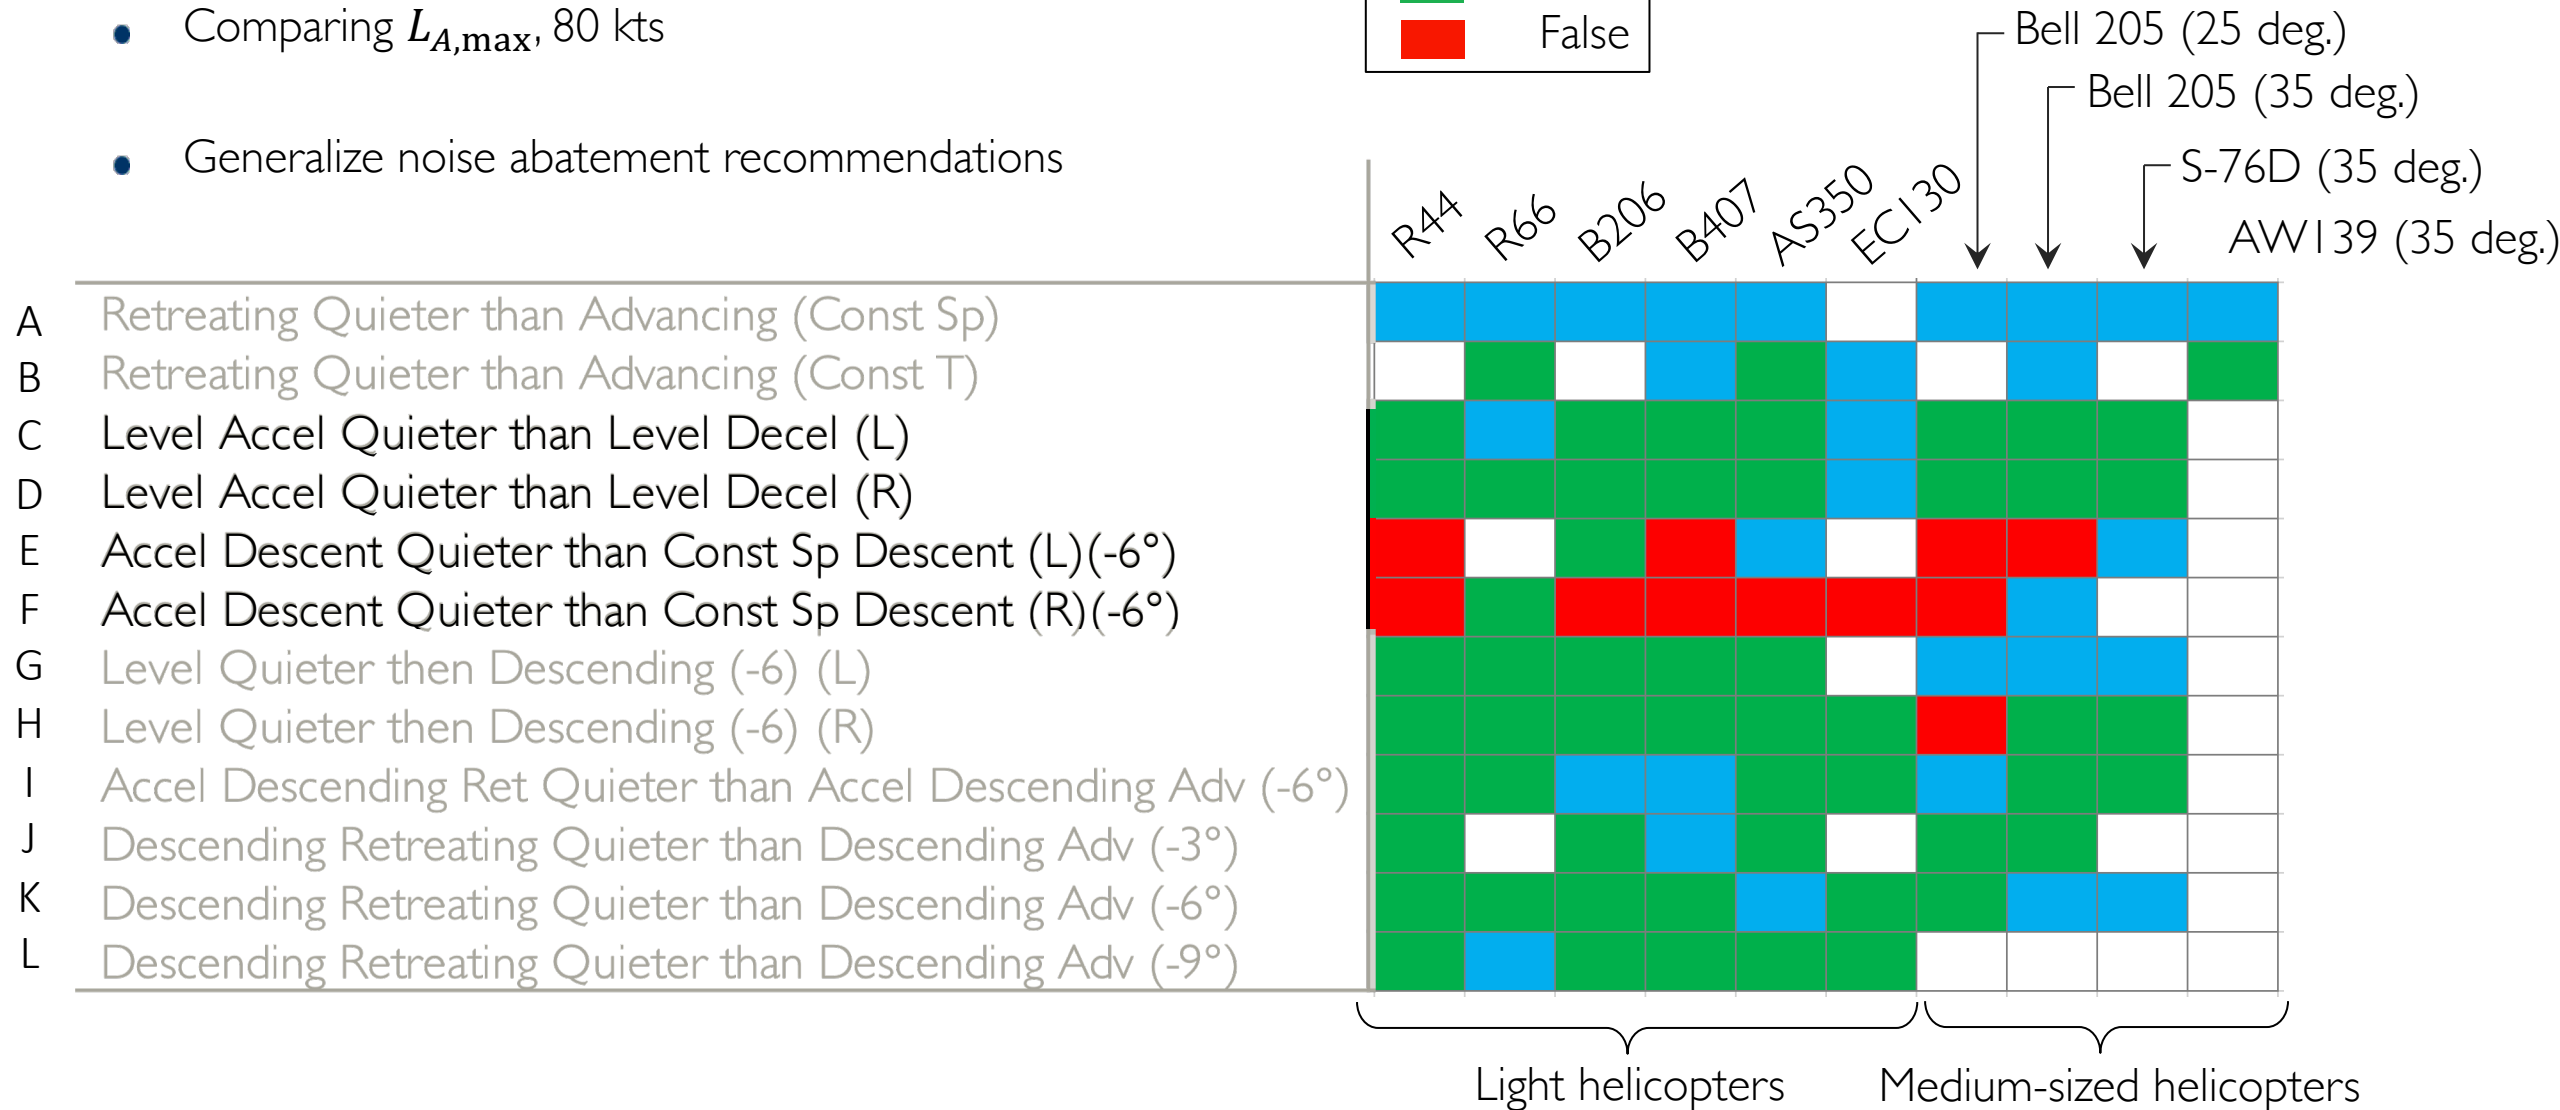 Comparing L_A,max, 80 kts
False
Generalize noise abatement recommendations
Bell 205 (25 deg.)
Bell 205 (35 deg.)
S-76D (35 deg.)
AW139 (35 deg.)
R44
R66
B206
B407
AS350
EC130
A Retreating Quieter than Advancing (Const Sp)
B Retreating Quieter than Advancing (Const T)
C Level Accel Quieter than Level Decel (L)
D Level Accel Quieter than Level Decel (R)
E Accel Descent Quieter than Const Sp Descent (L)(-6°)
F Accel Descent Quieter than Const Sp Descent (R)(-6°)
G Level Quieter then Descending (-6) (L)
H Level Quieter then Descending (-6) (R)
I Accel Descending Ret Quieter than Accel Descending Adv (-6°)
J Descending Retreating Quieter than Descending Adv (-3°)
K Descending Retreating Quieter than Descending Adv (-6°)
L Descending Retreating Quieter than Descending Adv (-9°)
Light helicopters
Medium-sized helicopters